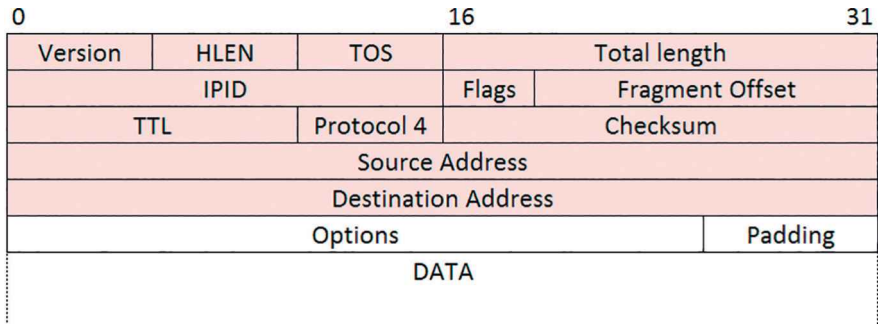 0 16 31
Version HLEN TOS Total length
IPID Flags Fragment Offset
TTL Protocol 4 Checksum
Source Address
Destination Address
Options Padding
DATA